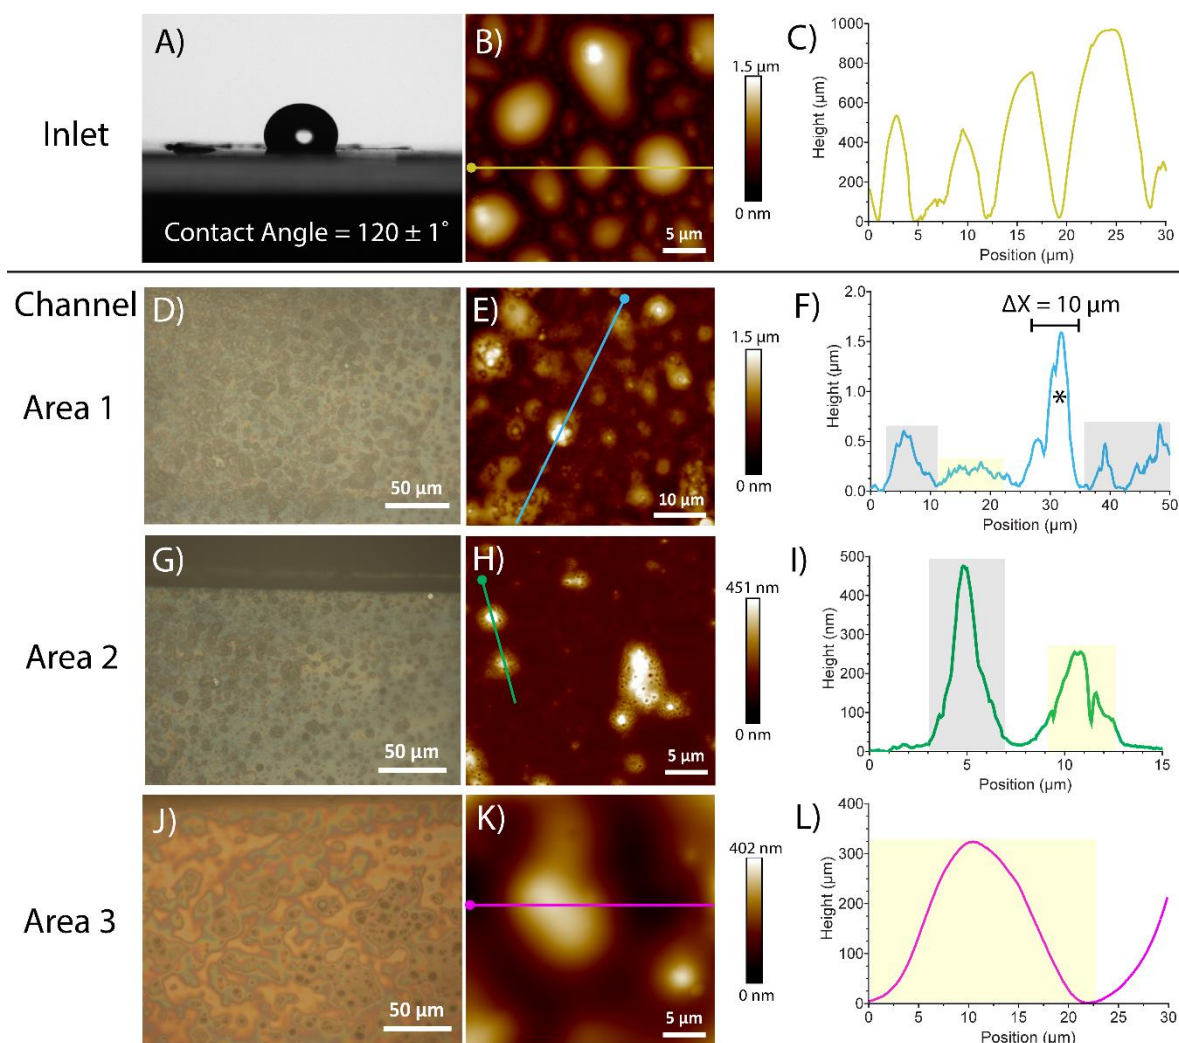 Inlet
A)
Contact Angle = 120 ± 1˚
B)
5 µm
1.5 µm
0 nm
C)
Height (µm)
1000
800
600
400
200
0
0 5 10 15 20 25 30
Position (µm)
Channel
Area 1
D)
50 µm
E)
10 µm
1.5 µm
0 nm
F)
ΔX = 10 µm
*
Height (µm)
2.0
1.5
1.0
0.5
0.0
0 10 20 30 40 50
Position (µm)
Area 2
G)
50 µm
H)
5 µm
451 nm
0 nm
I)
Height (nm)
500
400
300
200
100
0
0 5 10 15
Position (µm)
Area 3
J)
50 µm
K)
5 µm
402 nm
0 nm
L)
Height (µm)
400
300
200
100
0
0 5 10 15 20 25 30
Position (µm)